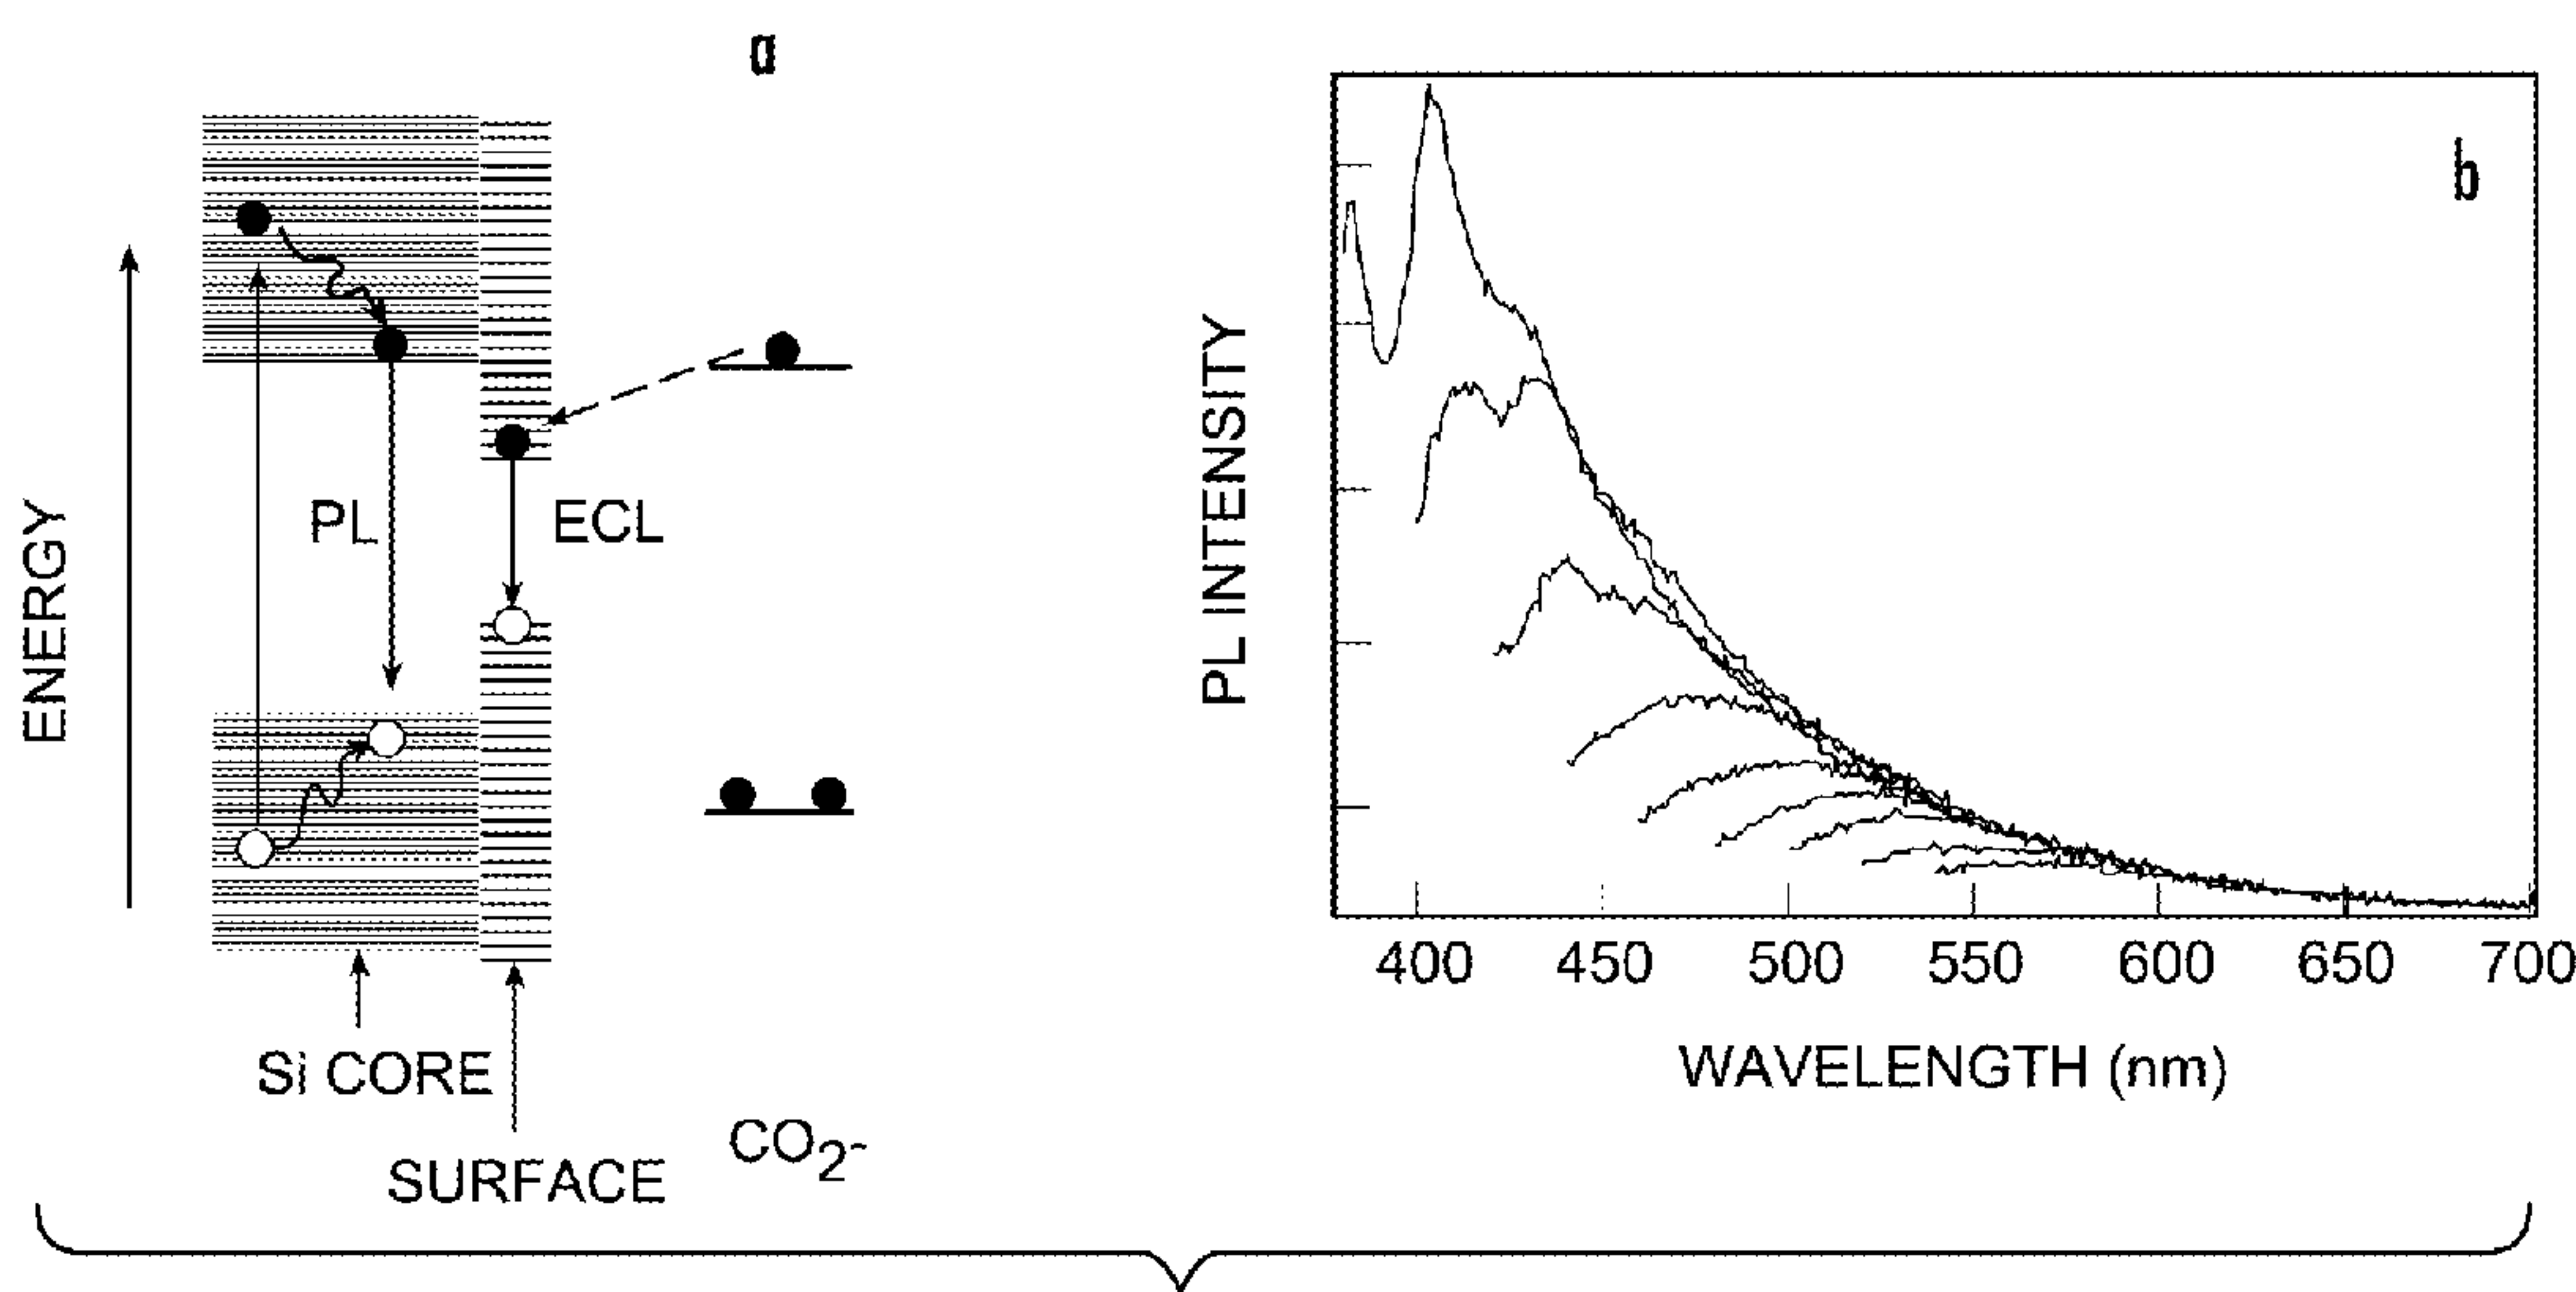 a
ENERGY
PL
ECL
Si CORE
SURFACE
CO2-
b
PL INTENSITY
400 450 500 550 600 650 700
WAVELENGTH (nm)